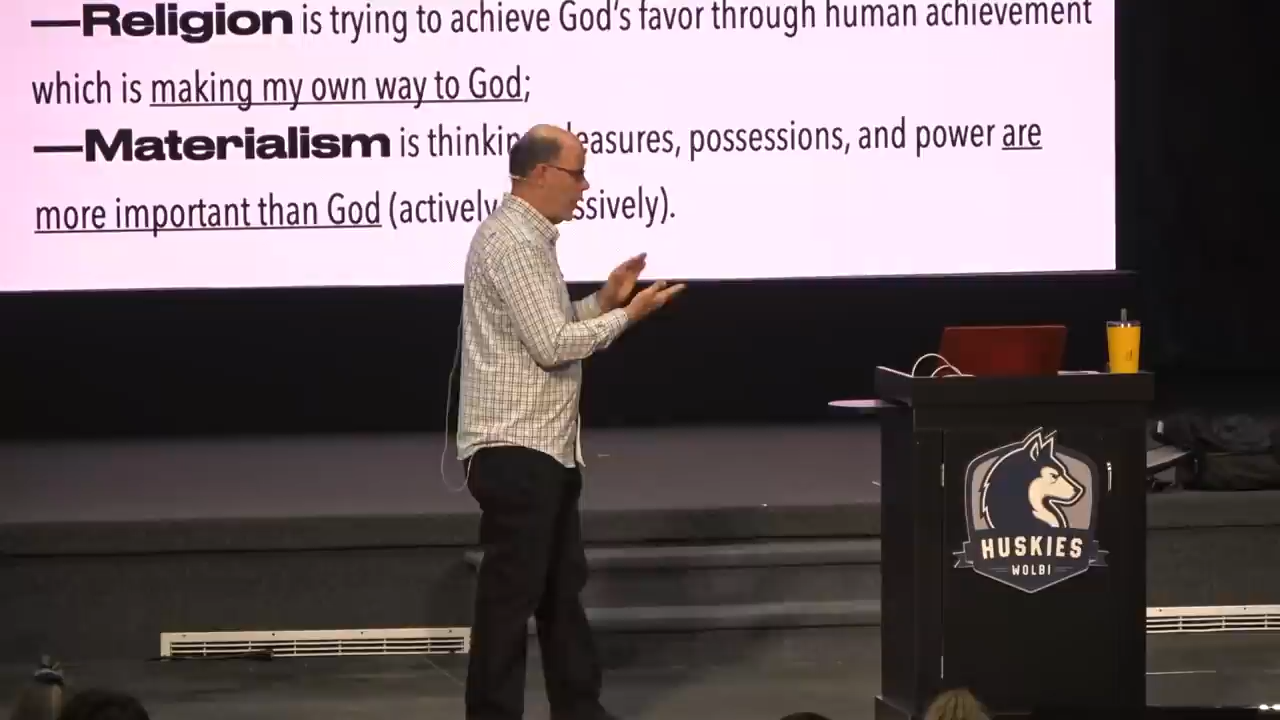 —Religion is trying to achieve God's favor through human achievement
which is making my own way to God;
—Materialism is possessions, and power are
more important than God (actively
HUSKIES
WOLBI